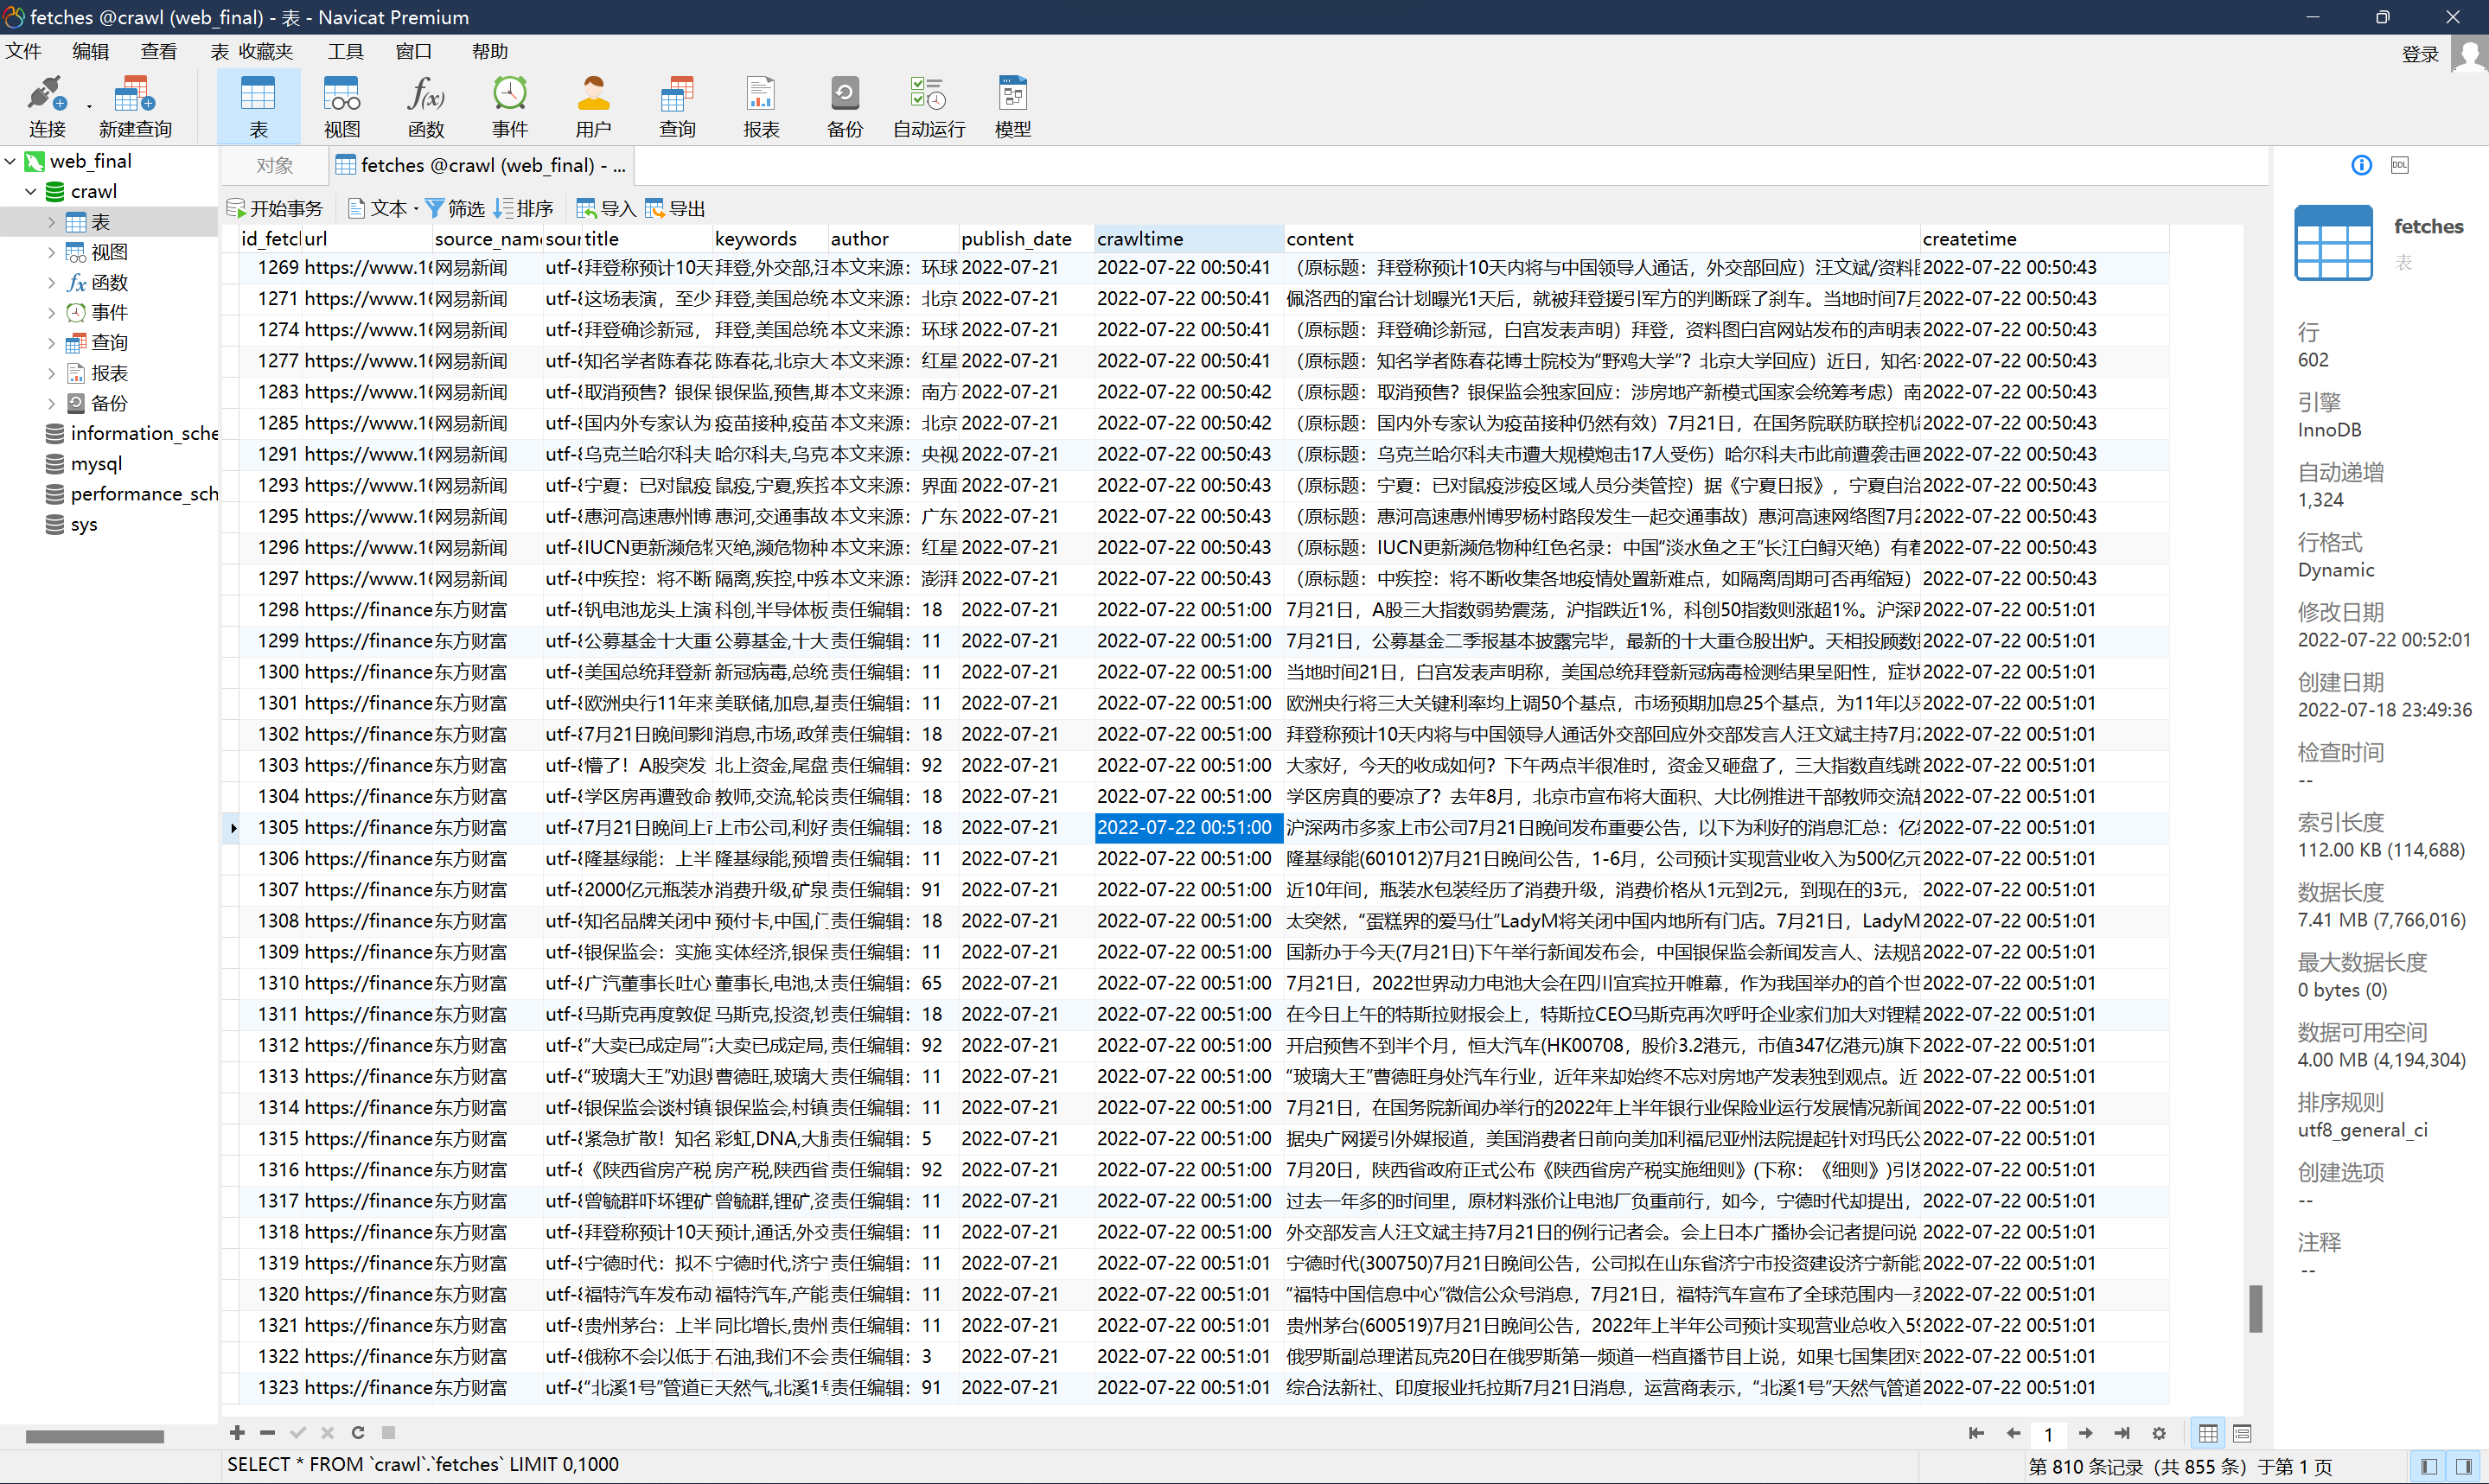 fetches @crawl (web_final) - 表 - Navicat Premium
文件 编辑 查看 表 收藏夹 工具 窗口 帮助 登录
连接 新建查询 表 视图 函数 事件 用户 查询 报表 备份 自动运行 模型
web_final
crawl
表
视图
函数
事件
查询
报表
备份
information_sche
mysql
performance_sch
sys
对象 fetches @crawl (web_final) - ...
开始事务 文本 筛选 排序 导入 导出
id_fetcl url source_name sour title keywords author publish_date crawltime content createtime
1269 https://www.16 网易新闻 utf-8 拜登称预计10天 拜登,外交部,汪 本文来源：环球 2022-07-21 2022-07-22 00:50:41 （原标题：拜登称预计10天内将与中国领导人通话，外交部回应）汪文斌/资料 2022-07-22 00:50:43
1271 https://www.16 网易新闻 utf-8 这场表演，至少 拜登,美国总统 本文来源：北京 2022-07-21 2022-07-22 00:50:41 佩洛西的窜台计划曝光1天后，就被拜登援引军方的判断踩了刹车。当地时间7月 2022-07-22 00:50:43
1274 https://www.16 网易新闻 utf-8 拜登确诊新冠， 拜登,美国总统 本文来源：环球 2022-07-21 2022-07-22 00:50:41 （原标题：拜登确诊新冠，白宫发表声明）拜登，资料图白宫网站发布的声明表 2022-07-22 00:50:43
1277 https://www.16 网易新闻 utf-8 知名学者陈春花 陈春花,北京大 本文来源：红星 2022-07-21 2022-07-22 00:50:41 （原标题：知名学者陈春花博士院校为“野鸡大学”？北京大学回应）近日，知名 2022-07-22 00:50:43
1283 https://www.16 网易新闻 utf-8 取消预售？银保 银保监,预售,期 本文来源：南方 2022-07-21 2022-07-22 00:50:42 （原标题：取消预售？银保监会独家回应：涉房地产新模式国家会统筹考虑）南 2022-07-22 00:50:43
1285 https://www.16 网易新闻 utf-8 国内外专家认为 疫苗接种,疫苗 本文来源：北京 2022-07-21 2022-07-22 00:50:42 （原标题：国内外专家认为疫苗接种仍然有效）7月21日，在国务院联防联控机 2022-07-22 00:50:43
1291 https://www.16 网易新闻 utf-8 乌克兰哈尔科夫 哈尔科夫,乌克 本文来源：央视 2022-07-21 2022-07-22 00:50:43 （原标题：乌克兰哈尔科夫市遭大规模炮击17人受伤）哈尔科夫市此前遭袭击画 2022-07-22 00:50:43
1293 https://www.16 网易新闻 utf-8 宁夏：已对鼠疫 鼠疫,宁夏,疾控 本文来源：界面 2022-07-21 2022-07-22 00:50:43 （原标题：宁夏：已对鼠疫涉疫区域人员分类管控）据《宁夏日报》，宁夏自治 2022-07-22 00:50:43
1295 https://www.16 网易新闻 utf-8 惠河高速惠州博 惠河,交通事故 本文来源：广东 2022-07-21 2022-07-22 00:50:43 （原标题：惠河高速惠州博罗杨村路段发生一起交通事故）惠河高速网络图7月2 2022-07-22 00:50:43
1296 https://www.16 网易新闻 utf-8 IUCN更新濒危物 灭绝,濒危物种 本文来源：红星 2022-07-21 2022-07-22 00:50:43 （原标题：IUCN更新濒危物种红色名录：中国“淡水鱼之王”长江白鲟灭绝）有着 2022-07-22 00:50:43
1297 https://www.16 网易新闻 utf-8 中疾控：将不断 隔离,疾控,中疾 本文来源：澎湃 2022-07-21 2022-07-22 00:50:43 （原标题：中疾控：将不断收集各地疫情处置新难点，如隔离周期可否再缩短） 2022-07-22 00:50:43
1298 https://finance 东方财富 utf-8 钒电池龙头上演 科创,半导体板 责任编辑：18 2022-07-21 2022-07-22 00:51:00 7月21日，A股三大指数弱势震荡，沪指跌近1%，科创50指数则涨超1%。沪深两 2022-07-22 00:51:01
1299 https://finance 东方财富 utf-8 公募基金十大重 公募基金,十大 责任编辑：11 2022-07-21 2022-07-22 00:51:00 7月21日，公募基金二季报基本披露完毕，最新的十大重仓股出炉。天相投顾数 2022-07-22 00:51:01
1300 https://finance 东方财富 utf-8 美国总统拜登新 新冠病毒,总统 责任编辑：11 2022-07-21 2022-07-22 00:51:00 当地时间21日，白宫发表声明称，美国总统拜登新冠病毒检测结果呈阳性，症状 2022-07-22 00:51:01
1301 https://finance 东方财富 utf-8 欧洲央行11年来 美联储,加息,基 责任编辑：11 2022-07-21 2022-07-22 00:51:00 欧洲央行将三大关键利率均上调50个基点，市场预期加息25个基点，为11年以来 2022-07-22 00:51:01
1302 https://finance 东方财富 utf-8 7月21日晚间影响 消息,市场,政策 责任编辑：18 2022-07-21 2022-07-22 00:51:00 拜登称预计10天内将与中国领导人通话外交部回应外交部发言人汪文斌主持7月 2022-07-22 00:51:01
1303 https://finance 东方财富 utf-8 懵了！A股突发 北上资金,尾盘 责任编辑：92 2022-07-21 2022-07-22 00:51:00 大家好，今天的收成如何？下午两点半很准时，资金又砸盘了，三大指数直线跳 2022-07-22 00:51:01
1304 https://finance 东方财富 utf-8 学区房再遭致命 教师,交流,轮岗 责任编辑：18 2022-07-21 2022-07-22 00:51:00 学区房真的要凉了？去年8月，北京市宣布将大面积、大比例推进干部教师交流 2022-07-22 00:51:01
1305 https://finance 东方财富 utf-8 7月21日晚间上市 上市公司,利好 责任编辑：18 2022-07-21 2022-07-22 00:51:00 沪深两市多家上市公司7月21日晚间发布重要公告，以下为利好的消息汇总：亿 2022-07-22 00:51:01
1306 https://finance 东方财富 utf-8 隆基绿能：上半 隆基绿能,预增 责任编辑：11 2022-07-21 2022-07-22 00:51:00 隆基绿能(601012)7月21日晚间公告，1-6月，公司预计实现营业收入为500亿元 2022-07-22 00:51:01
1307 https://finance 东方财富 utf-8 2000亿元瓶装水 消费升级,矿泉 责任编辑：91 2022-07-21 2022-07-22 00:51:00 近10年间，瓶装水包装经历了消费升级，消费价格从1元到2元，到现在的3元， 2022-07-22 00:51:01
1308 https://finance 东方财富 utf-8 知名品牌关闭中 预付卡,中国,门 责任编辑：18 2022-07-21 2022-07-22 00:51:00 太突然，“蛋糕界的爱马仕”LadyM将关闭中国内地所有门店。7月21日，LadyM 2022-07-22 00:51:01
1309 https://finance 东方财富 utf-8 银保监会：实施 实体经济,银保 责任编辑：11 2022-07-21 2022-07-22 00:51:00 国新办于今天(7月21日)下午举行新闻发布会，中国银保监会新闻发言人、法规部 2022-07-22 00:51:01
1310 https://finance 东方财富 utf-8 广汽董事长吐心 董事长,电池,太 责任编辑：65 2022-07-21 2022-07-22 00:51:00 7月21日，2022世界动力电池大会在四川宜宾拉开帷幕，作为我国举办的首个世 2022-07-22 00:51:01
1311 https://finance 东方财富 utf-8 马斯克再度敦促 马斯克,投资,钞 责任编辑：18 2022-07-21 2022-07-22 00:51:00 在今日上午的特斯拉财报会上，特斯拉CEO马斯克再次呼吁企业家们加大对锂精 2022-07-22 00:51:01
1312 https://finance 东方财富 utf-8 “大卖已成定局”? 大卖已成定局, 责任编辑：92 2022-07-21 2022-07-22 00:51:00 开启预售不到半个月，恒大汽车(HK00708，股价3.2港元，市值347亿港元)旗下 2022-07-22 00:51:01
1313 https://finance 东方财富 utf-8 “玻璃大王”劝退 曹德旺,玻璃大 责任编辑：11 2022-07-21 2022-07-22 00:51:00 “玻璃大王”曹德旺身处汽车行业，近年来却始终不忘对房地产发表独到观点。近 2022-07-22 00:51:01
1314 https://finance 东方财富 utf-8 银保监会谈村镇 银保监会,村镇 责任编辑：11 2022-07-21 2022-07-22 00:51:00 7月21日，在国务院新闻办举行的2022年上半年银行业保险业运行发展情况新闻 2022-07-22 00:51:01
1315 https://finance 东方财富 utf-8 紧急扩散！知名 彩虹,DNA,大脑 责任编辑：5 2022-07-21 2022-07-22 00:51:00 据央广网援引外媒报道，美国消费者日前向美加利福尼亚州法院提起针对玛氏公 2022-07-22 00:51:01
1316 https://finance 东方财富 utf-8 《陕西省房产税 房产税,陕西省 责任编辑：92 2022-07-21 2022-07-22 00:51:00 7月20日，陕西省政府正式公布《陕西省房产税实施细则》(下称：《细则》)引发 2022-07-22 00:51:01
1317 https://finance 东方财富 utf-8 曾毓群吓坏锂矿 曾毓群,锂矿,资 责任编辑：11 2022-07-21 2022-07-22 00:51:00 过去一年多的时间里，原材料涨价让电池厂负重前行，如今，宁德时代却提出， 2022-07-22 00:51:01
1318 https://finance 东方财富 utf-8 拜登称预计10天 预计,通话,外交 责任编辑：11 2022-07-21 2022-07-22 00:51:00 外交部发言人汪文斌主持7月21日的例行记者会。会上日本广播协会记者提问说 2022-07-22 00:51:01
1319 https://finance 东方财富 utf-8 宁德时代：拟不 宁德时代,济宁 责任编辑：11 2022-07-21 2022-07-22 00:51:01 宁德时代(300750)7月21日晚间公告，公司拟在山东省济宁市投资建设济宁新能 2022-07-22 00:51:01
1320 https://finance 东方财富 utf-8 福特汽车发布动 福特汽车,产能 责任编辑：11 2022-07-21 2022-07-22 00:51:01 “福特中国信息中心”微信公众号消息，7月21日，福特汽车宣布了全球范围内一系 2022-07-22 00:51:01
1321 https://finance 东方财富 utf-8 贵州茅台：上半 同比增长,贵州 责任编辑：11 2022-07-21 2022-07-22 00:51:01 贵州茅台(600519)7月21日晚间公告，2022年上半年公司预计实现营业总收入59 2022-07-22 00:51:01
1322 https://finance 东方财富 utf-8 俄称不会以低于 石油,我们不会 责任编辑：3 2022-07-21 2022-07-22 00:51:01 俄罗斯副总理诺瓦克20日在俄罗斯第一频道一档直播节目上说，如果七国集团对 2022-07-22 00:51:01
1323 https://finance 东方财富 utf-8 “北溪1号”管道已 天然气,北溪1号 责任编辑：91 2022-07-21 2022-07-22 00:51:01 综合法新社、印度报业托拉斯7月21日消息，运营商表示，“北溪1号”天然气管道 2022-07-22 00:51:01
DDL
fetches
表
行
602
引擎
InnoDB
自动递增
1,324
行格式
Dynamic
修改日期
2022-07-22 00:52:01
创建日期
2022-07-18 23:49:36
检查时间
--
索引长度
112.00 KB (114,688)
数据长度
7.41 MB (7,766,016)
最大数据长度
0 bytes (0)
数据可用空间
4.00 MB (4,194,304)
排序规则
utf8_general_ci
创建选项
--
注释
--
1
SELECT * FROM `crawl`.`fetches` LIMIT 0,1000
第 810 条记录（共 855 条）于第 1 页